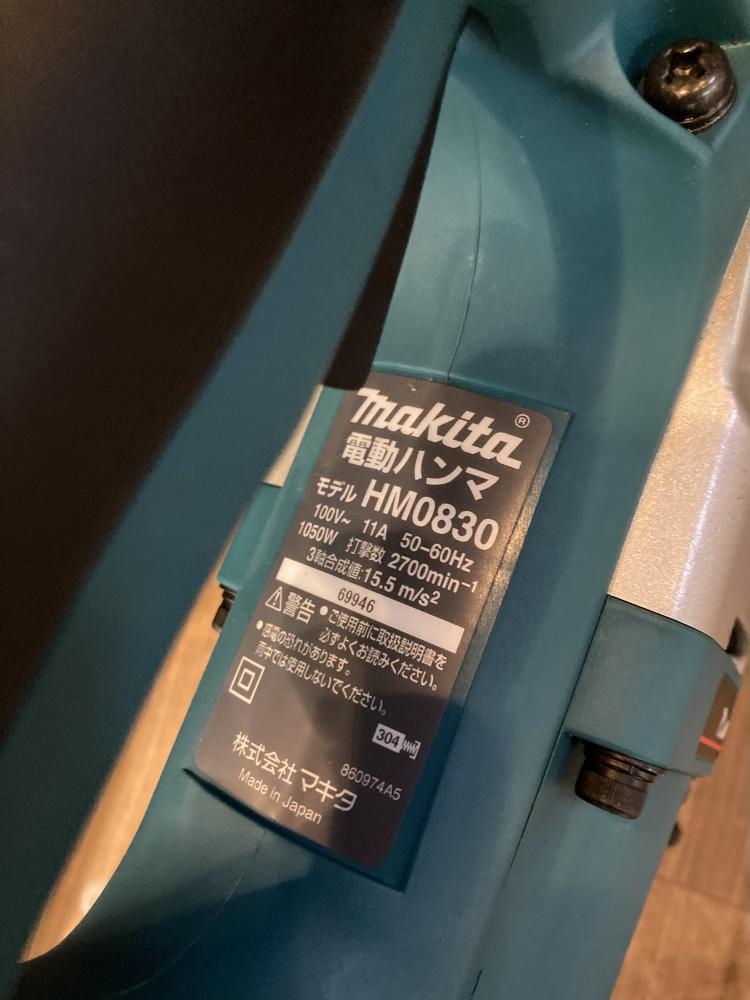 makita®
電動ハンマ
モデル HM0830
100V~ 11A 50-60Hz
1050W 打撃数 2700min⁻¹
3軸合成値:15.5 m/s²
69946
⚠警告 ●ご使用前に取扱説明書を
必ずよくお読みください。
●感電の恐れがあります。
雨中では使用しないでください。
304
株式会社 マキタ
860974A5
Made in Japan